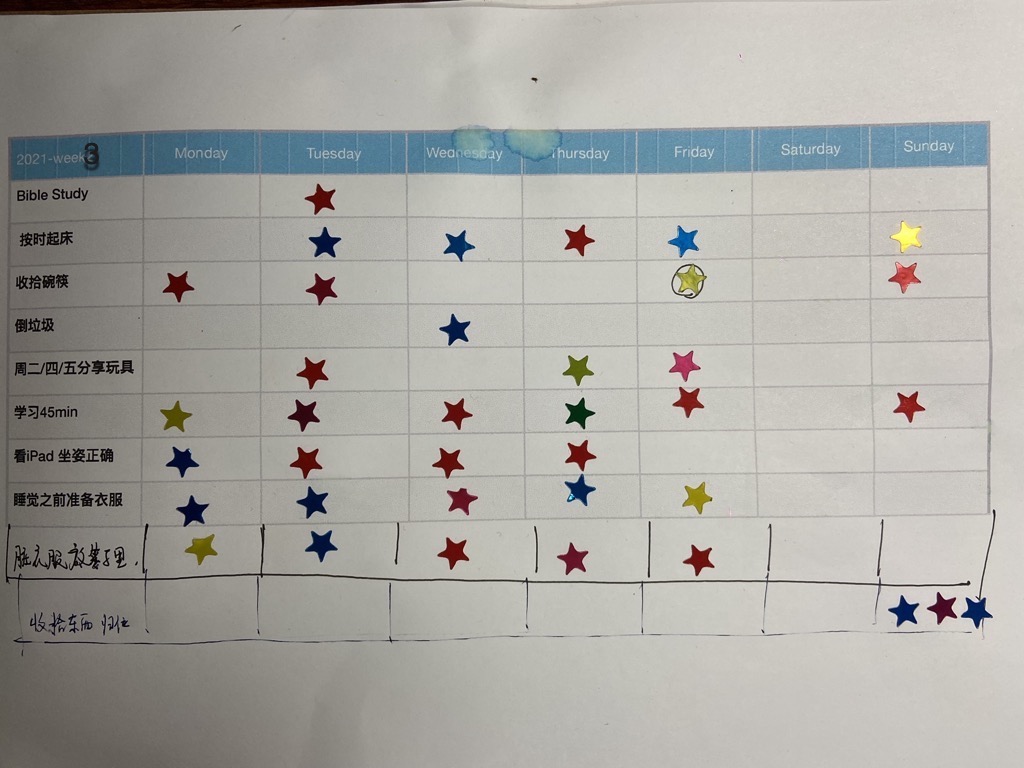 2021-week3 Monday Tuesday Wednesday Thursday Friday Saturday Sunday
Bible Study
按时起床
收拾碗筷
倒垃圾
周二/四/五分享玩具
学习45min
看iPad 坐姿正确
睡觉之前准备衣服
脏衣服放篓子里.
收拾东西 归位